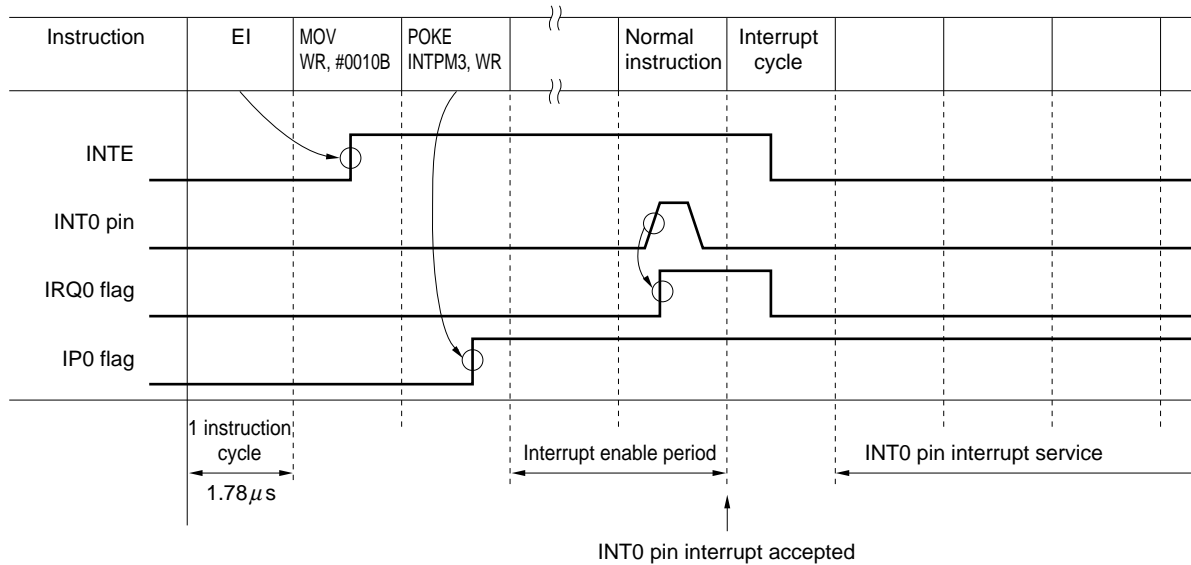 Instruction
EI
MOV
WR, #0010B
POKE
INTPM3, WR
Normal
instruction
Interrupt
cycle
INTE
INT0 pin
IRQ0 flag
IP0 flag
1 instruction
cycle
1.78μs
Interrupt enable period
INT0 pin interrupt service
INT0 pin interrupt accepted